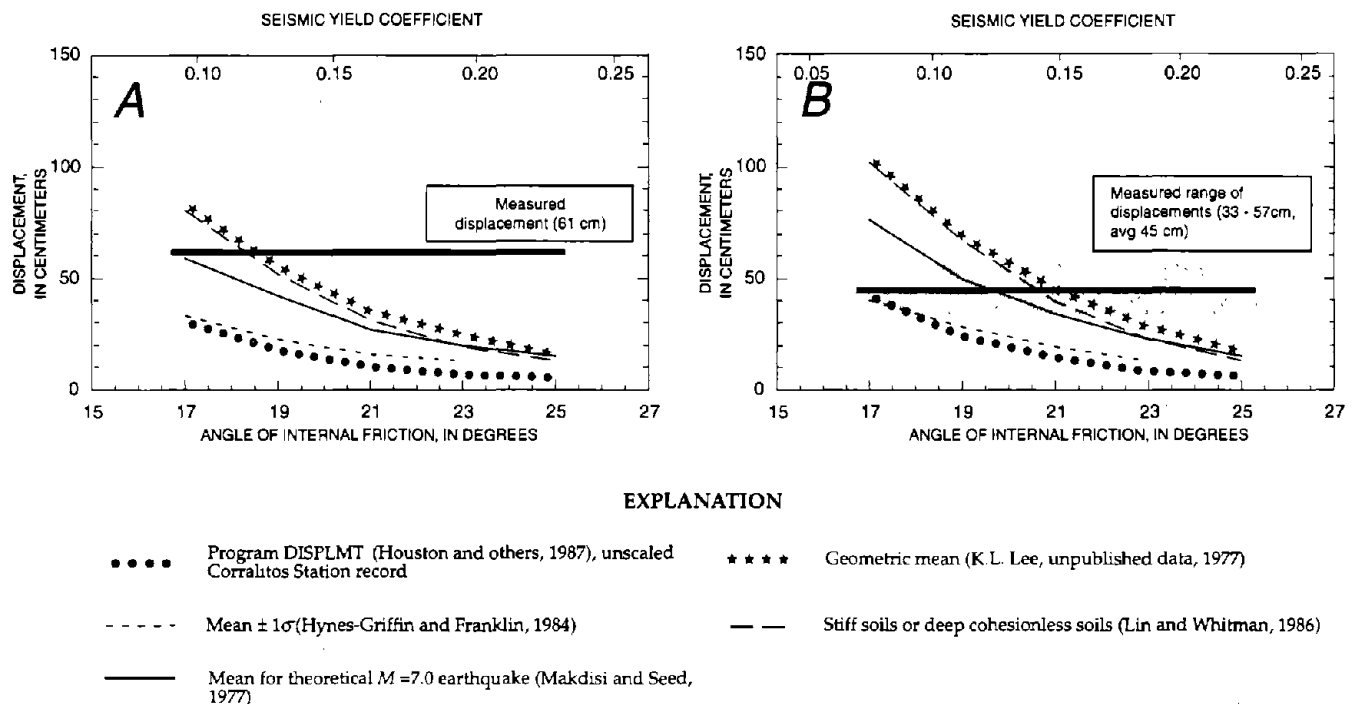 SEISMIC YIELD COEFFICIENT
0.10 0.15 0.20
A
150
100
50
0
DISPLACEMENT,
IN CENTIMETERS
Measured
displacement (61 cm)
15 17 19 21 23 25 27
ANGLE OF INTERNAL FRICTION, IN DEGREES
SEISMIC YIELD COEFFICIENT
0.05 0.10 0.15 0.20 0.25
B
150
100
50
0
DISPLACEMENT,
IN CENTIMETERS
Measured range of
displacements (33 - 57cm,
avg 45 cm)
15 17 19 21 23 25 27
ANGLE OF INTERNAL FRICTION, IN DEGREES
EXPLANATION
Program DISPLMT (Houston and others, 1987), unscaled
Corralitos Station record
Mean ± 1σ(Hynes-Griffin and Franklin, 1984)
Mean for theoretical M =7.0 earthquake (Makdisi and Seed,
1977)
Geometric mean (K.L. Lee, unpublished data, 1977)
Stiff soils or deep cohesionless soils (Lin and Whitman, 1986)